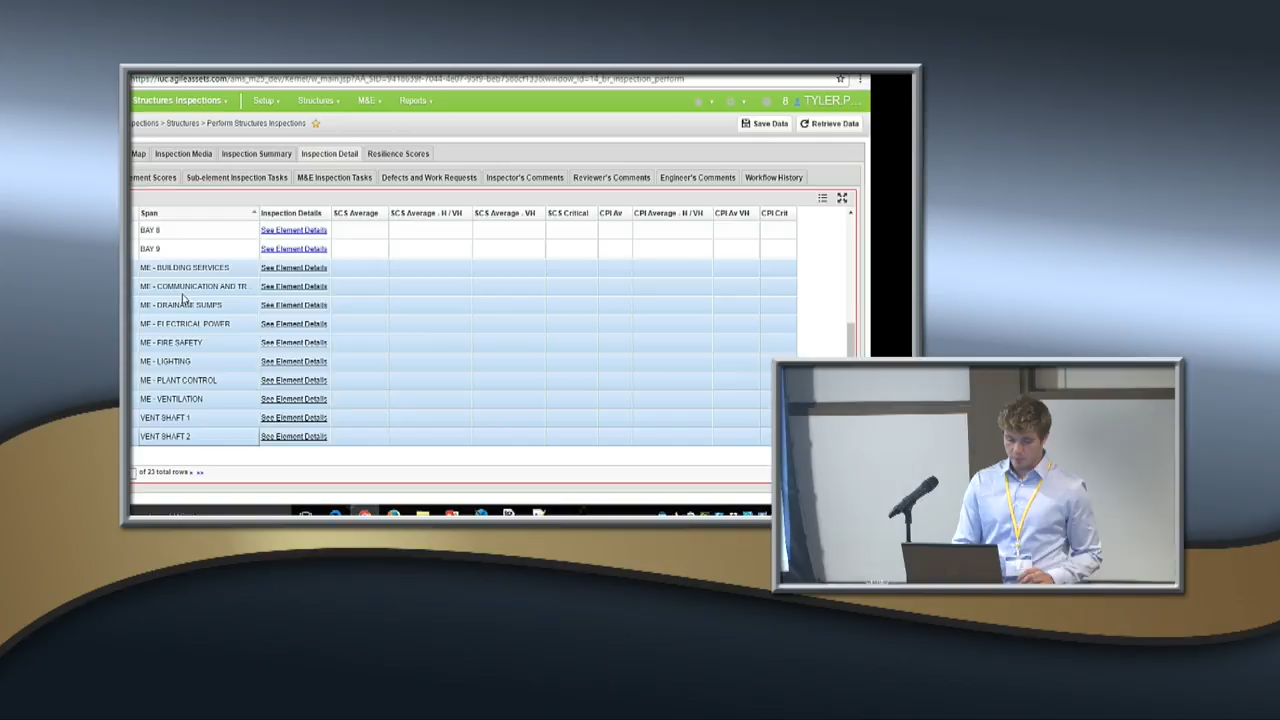 Structures Inspections Setup Structures M&E Reports 8 TYLER.P...
> Structures > Perform Structures Inspections Save Data Retrieve Data
Map Inspection Media Inspection Summary Inspection Detail Resilience Scores
Sub-element Inspection Tasks M&E Inspection Tasks Defects and Work Requests Inspector's Comments Reviewer's Comments Engineer's Comments Workflow History
Span Inspection Details SCS Average SCS Average - H / VH SCS Average - VH SCS Critical CPI Av CPI Average - H / VH CPI Av VH CPI Crit
BAY 8 See Element Details
BAY 9 See Element Details
ME - BUILDING SERVICES See Element Details
ME - COMMUNICATION AND TR... See Element Details
ME - DRAINAGE SUMPS See Element Details
ME - ELECTRICAL POWER See Element Details
ME - FIRE SAFETY See Element Details
ME - LIGHTING See Element Details
ME - PLANT CONTROL See Element Details
ME - VENTILATION See Element Details
VENT SHAFT 1 See Element Details
VENT SHAFT 2 See Element Details
of 23 total rows